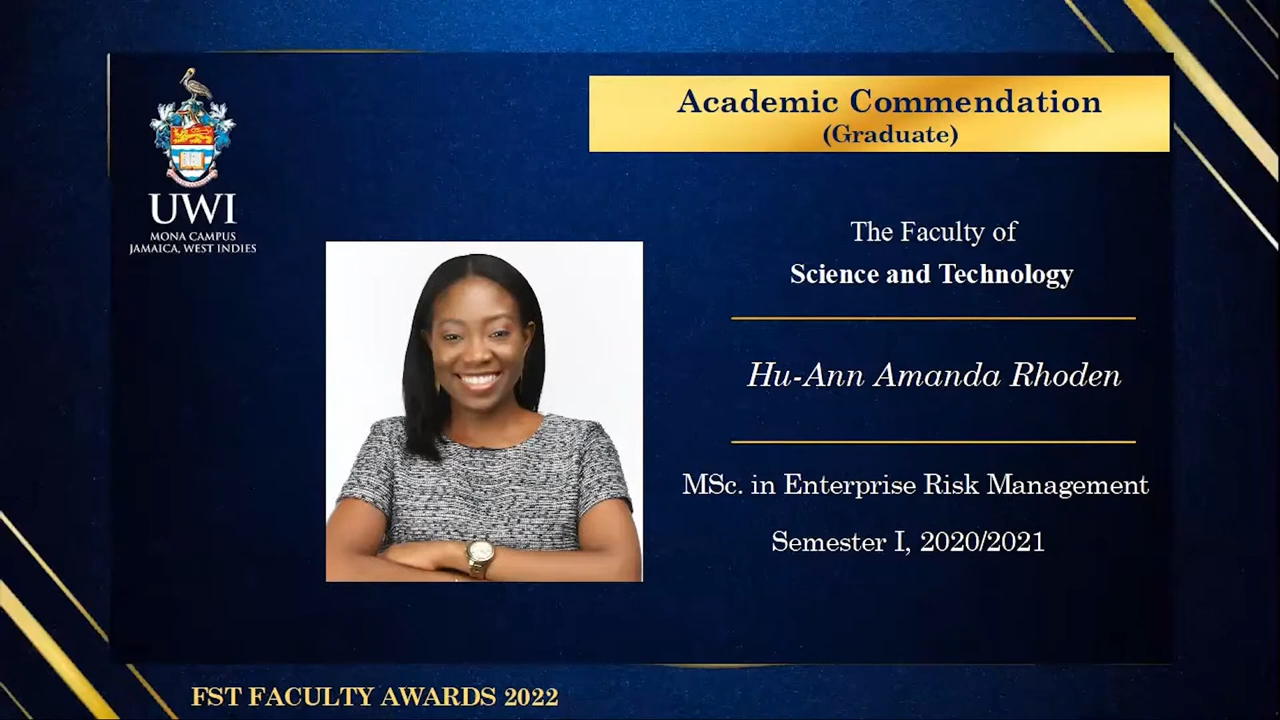 UWI
MONA CAMPUS
JAMAICA, WEST INDIES
Academic Commendation
(Graduate)
The Faculty of
Science and Technology
Hu-Ann Amanda Rhoden
MSc. in Enterprise Risk Management
Semester I, 2020/2021
FST FACULTY AWARDS 2022